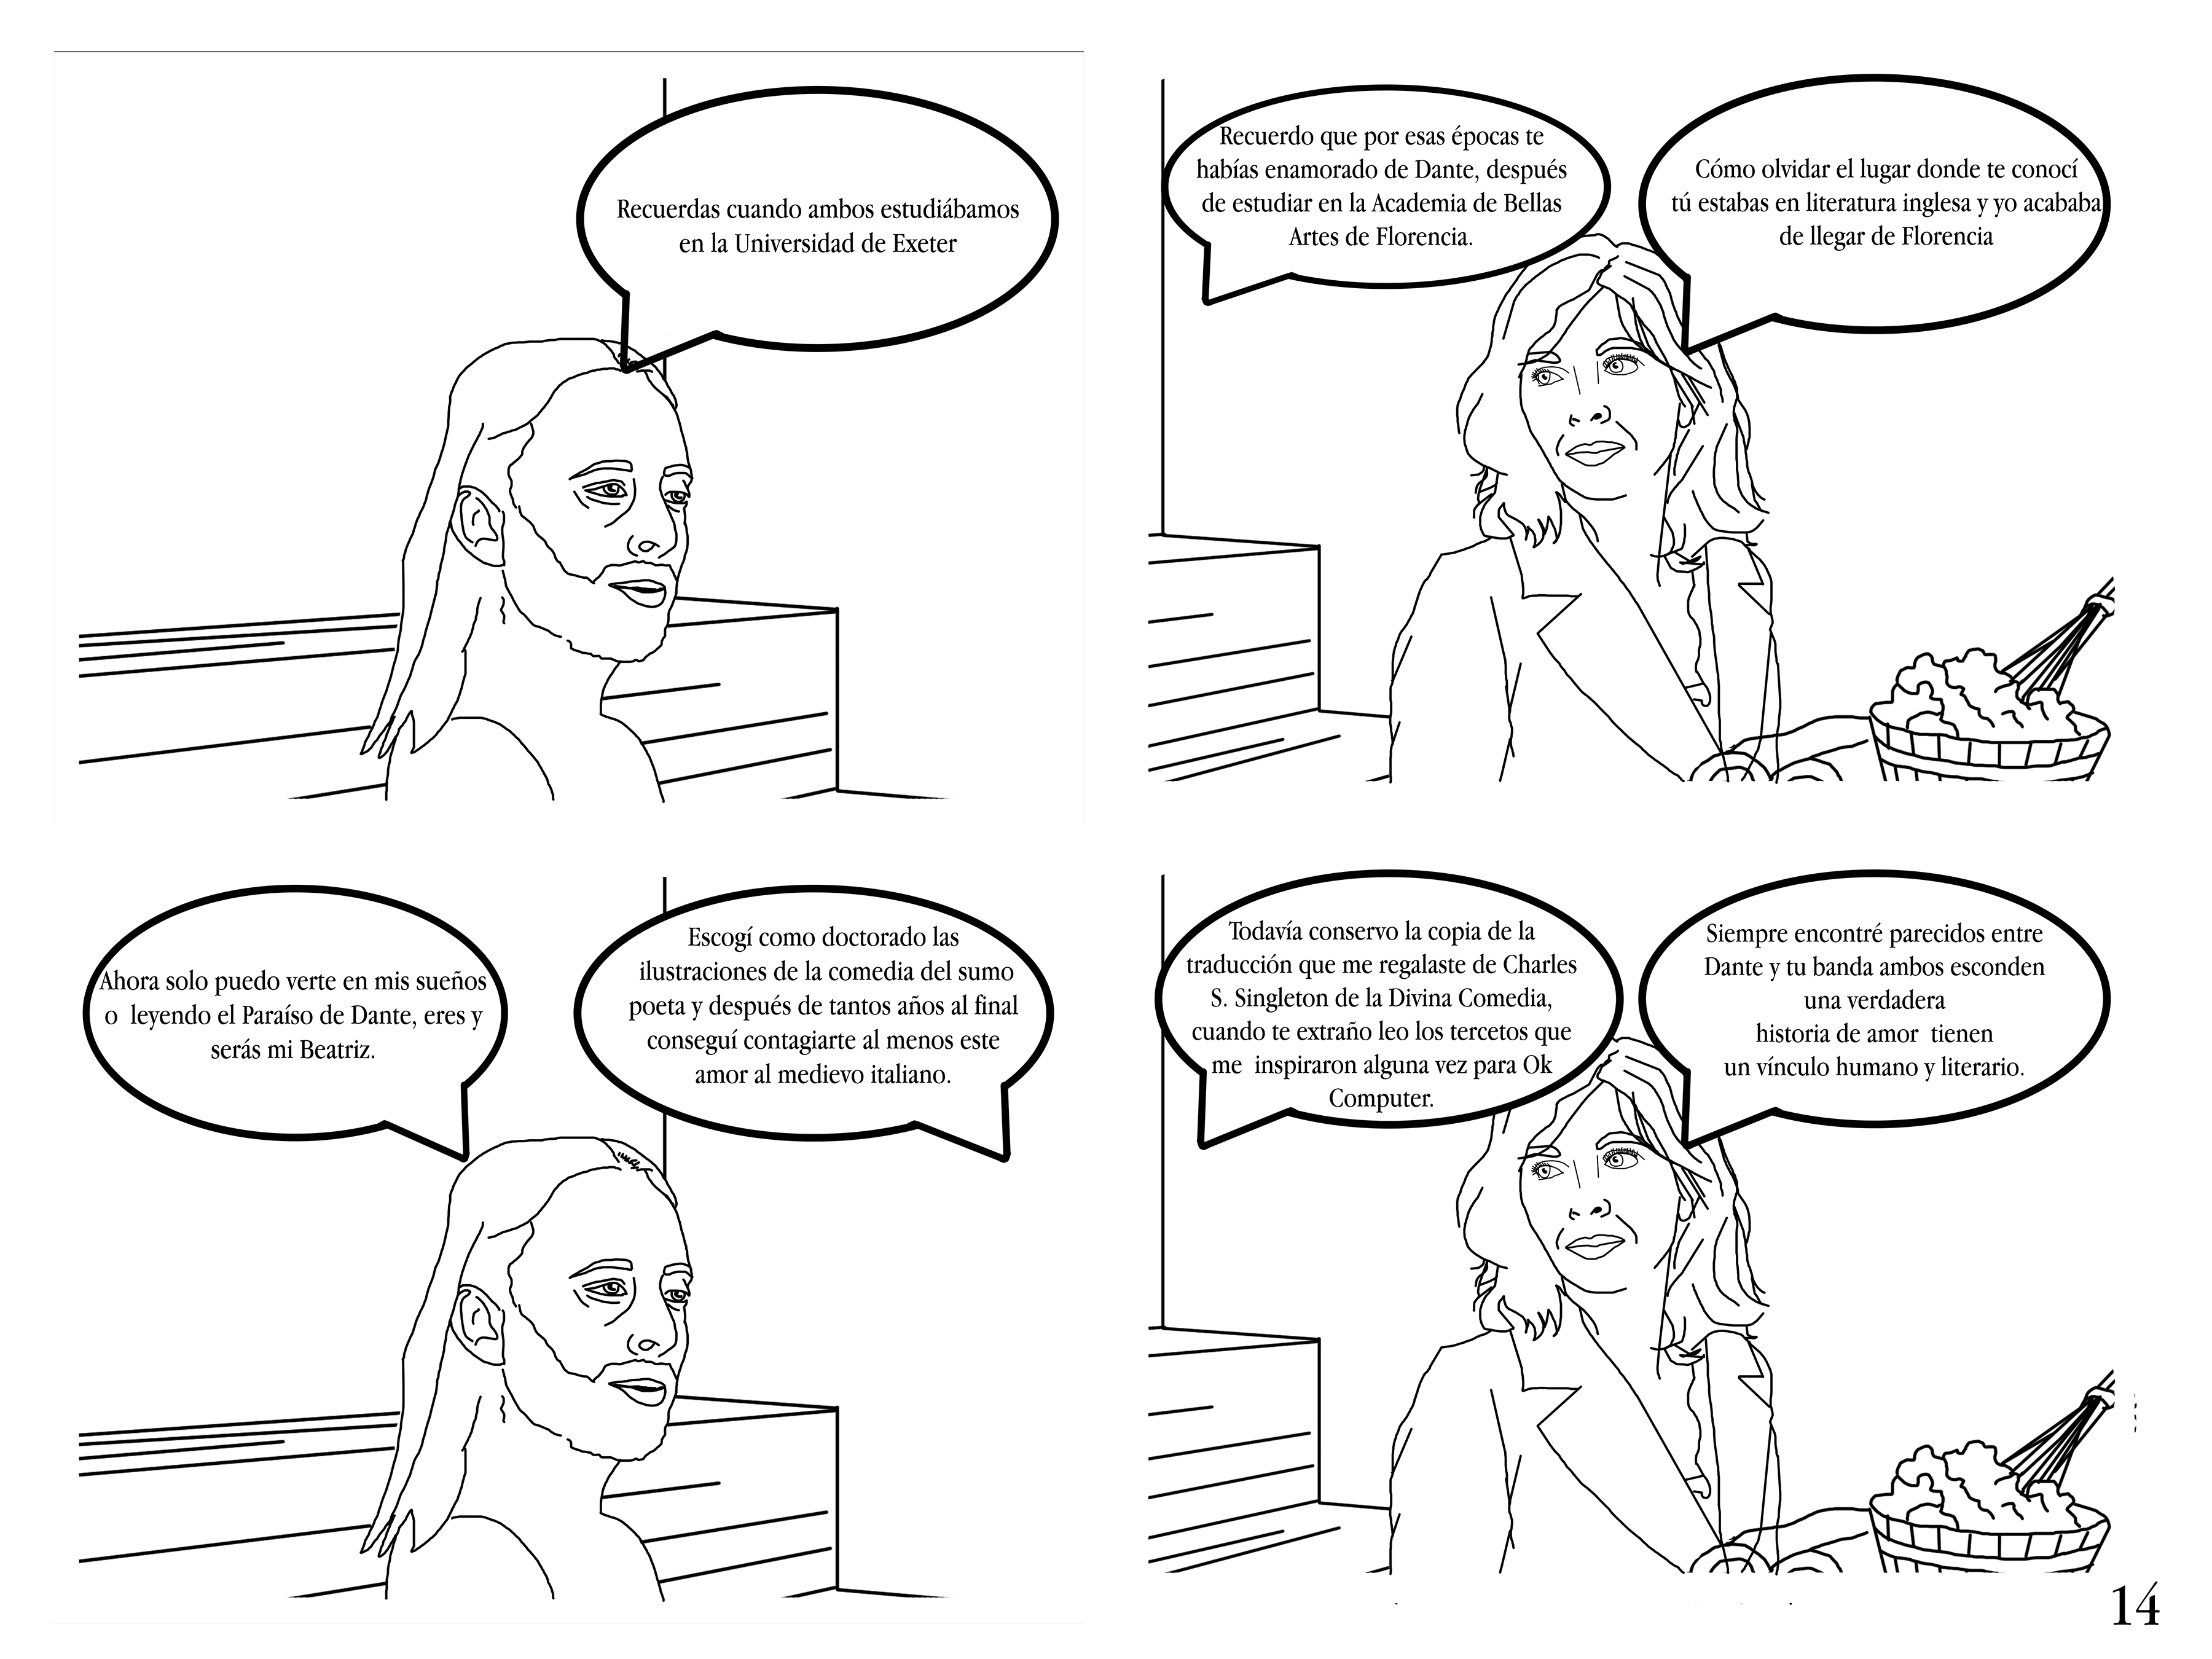 Recuerdas cuando ambos estudiábamos
en la Universidad de Exeter
Recuerdo que por esas épocas te
habías enamorado de Dante, después
de estudiar en la Academia de Bellas
Artes de Florencia.
Cómo olvidar el lugar donde te conocí
tú estabas en literatura inglesa y yo acababa
de llegar de Florencia
Ahora solo puedo verte en mis sueños
o leyendo el Paraíso de Dante, eres y
serás mi Beatriz.
Escogí como doctorado las
ilustraciones de la comedia del sumo
poeta y después de tantos años al final
conseguí contagiarte al menos este
amor al medievo italiano.
Todavía conservo la copia de la
traducción que me regalaste de Charles
S. Singleton de la Divina Comedia,
cuando te extraño leo los tercetos que
me inspiraron alguna vez para Ok
Computer.
Siempre encontré parecidos entre
Dante y tu banda ambos esconden
una verdadera
historia de amor tienen
un vínculo humano y literario.
14